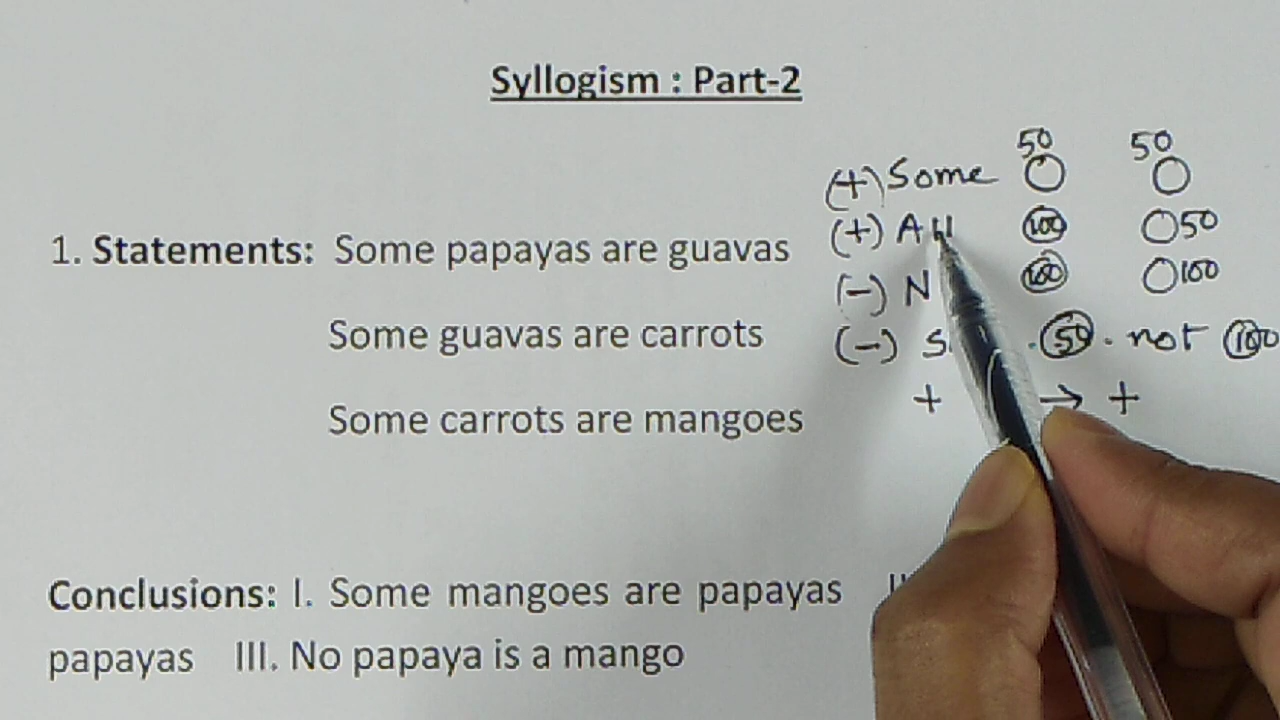 Syllogism : Part-2
50 50
(+) Some
1. Statements: Some papayas are guavas
(+) All 100 50
(-) N 100 100
Some guavas are carrots
(-) S 50 . not 100
Some carrots are mangoes
+ → +
Conclusions: I. Some mangoes are papayas
papayas III. No papaya is a mango